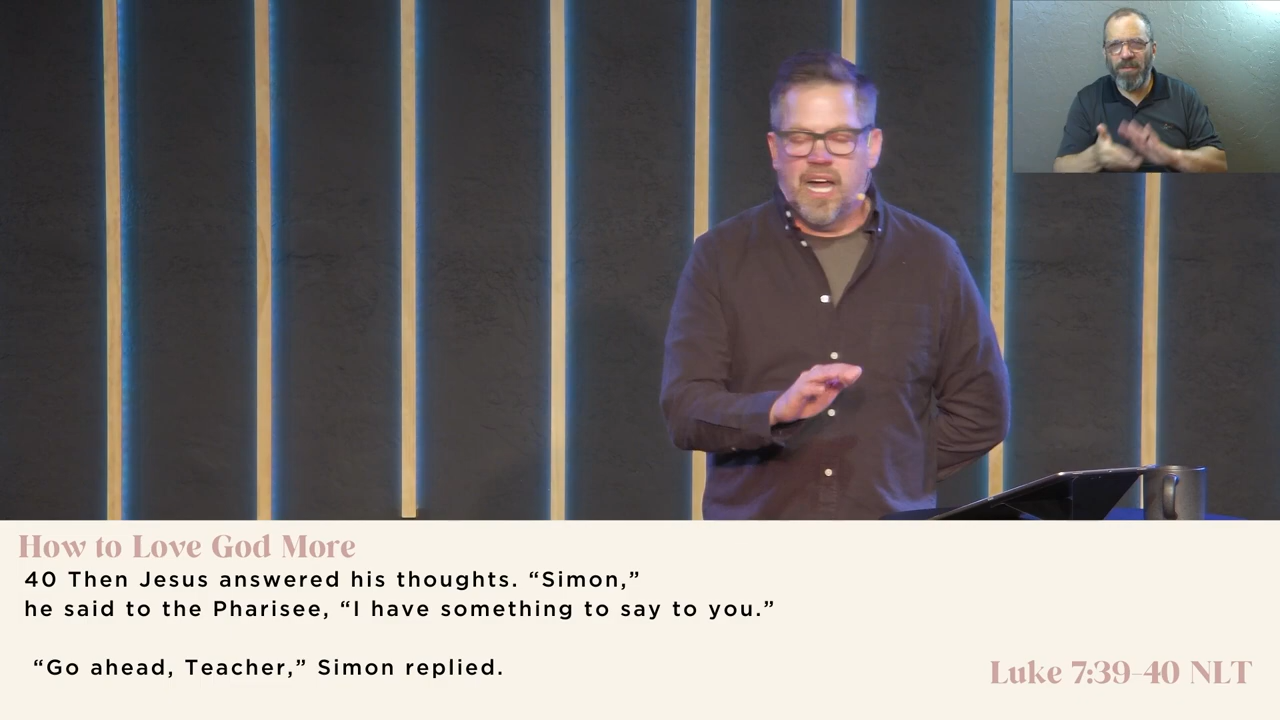 How to Love God More
40 Then Jesus answered his thoughts. “Simon,”
he said to the Pharisee, “I have something to say to you.”
“Go ahead, Teacher,” Simon replied.
Luke 7:39-40 NLT